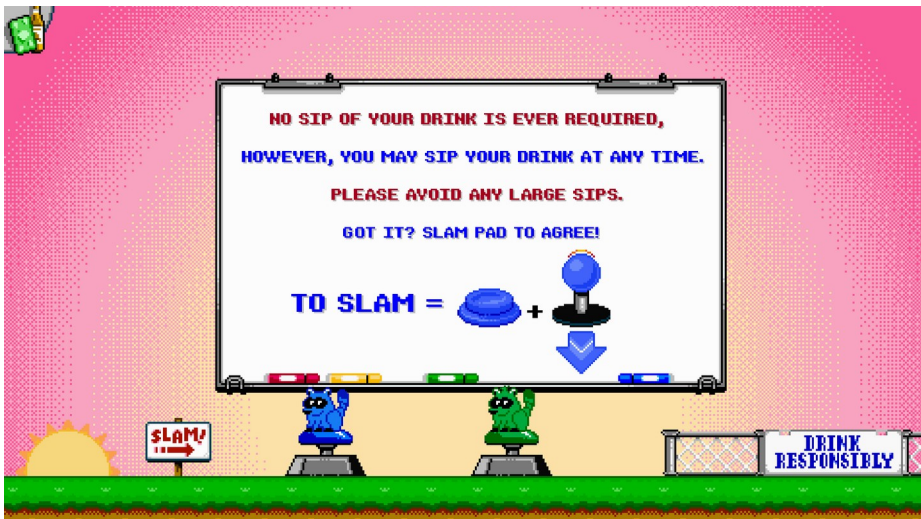 NO SIP OF YOUR DRINK IS EVER REQUIRED,
HOWEVER, YOU MAY SIP YOUR DRINK AT ANY TIME.
PLEASE AVOID ANY LARGE SIPS.
GOT IT? SLAM PAD TO AGREE!
TO SLAM = +
SLAM!
DRINK
RESPONSIBLY